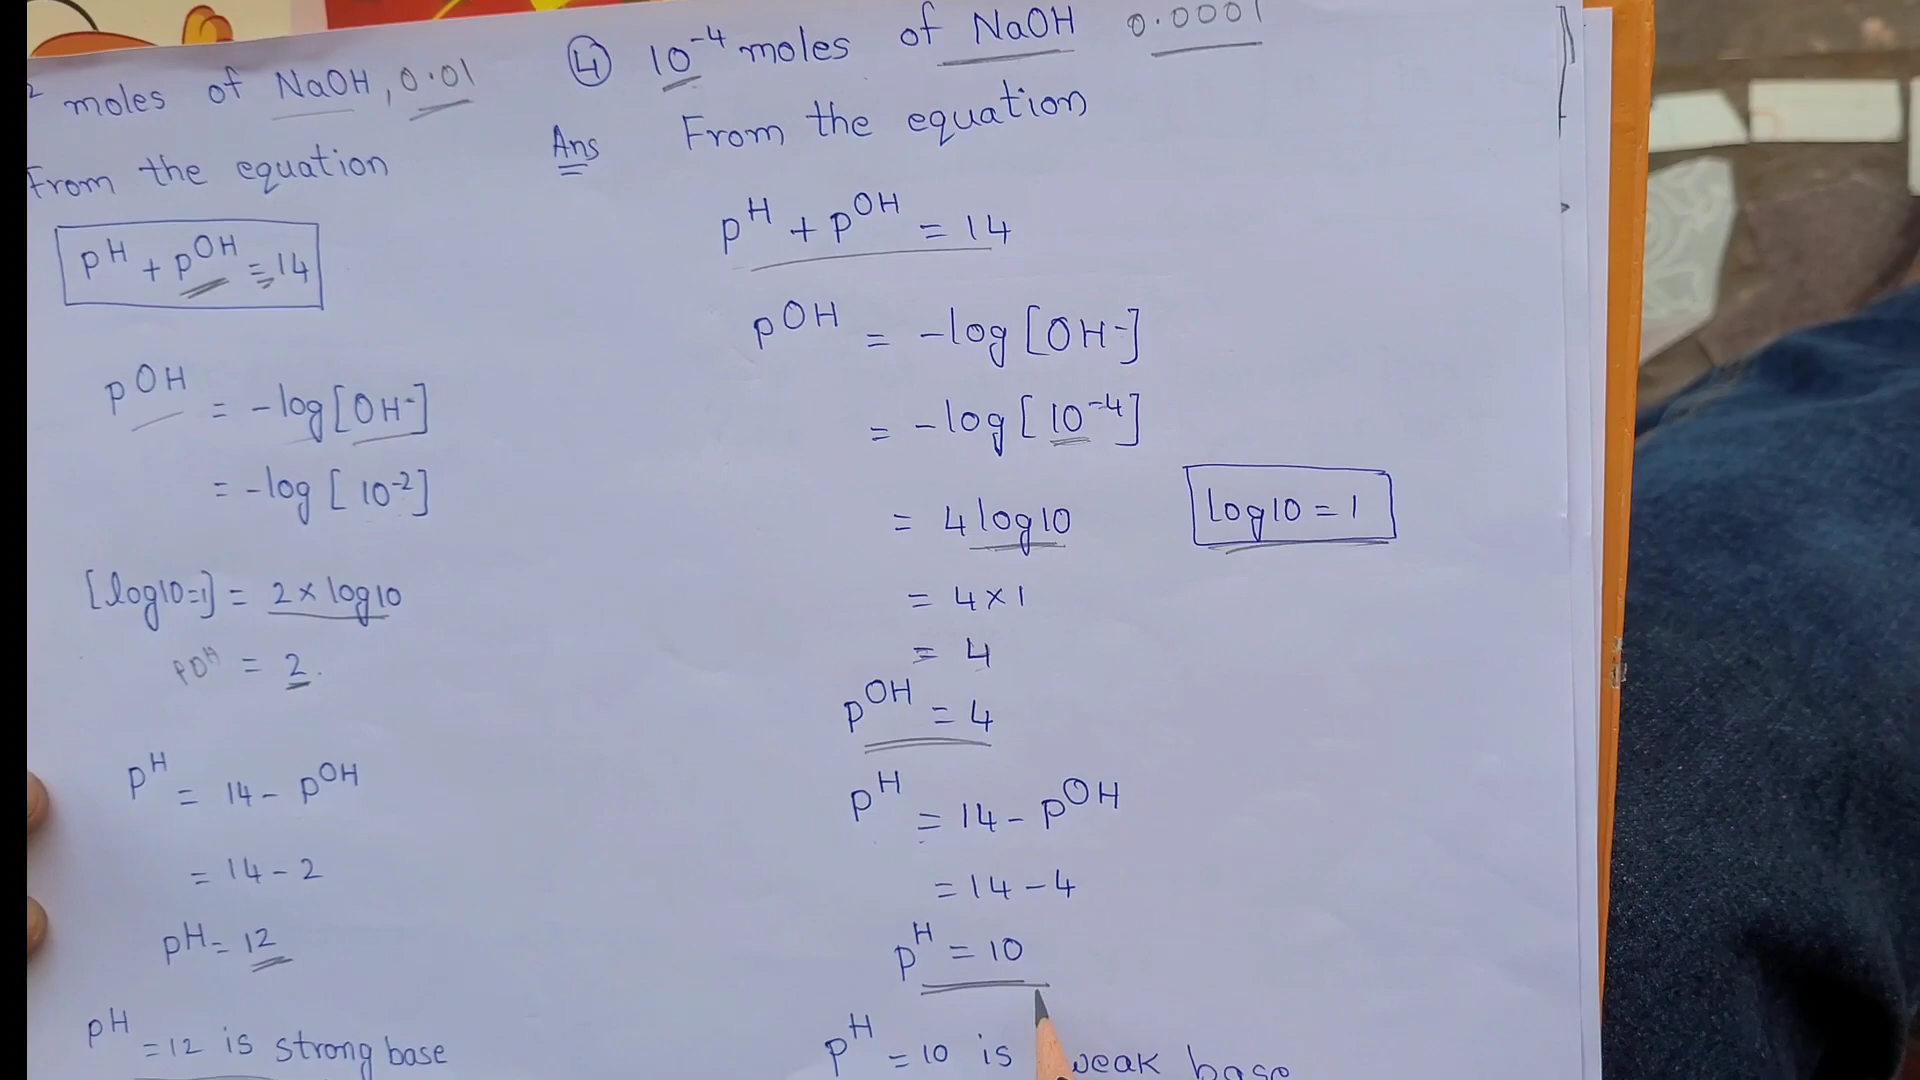 ² moles of NaOH, 0.01
From the equation
pH + pOH = 14
pOH = -log[OH-]
= -log [ 10-2]
[log10=1] = 2 × log10
pOH = 2.
pH = 14 - pOH
= 14 - 2
pH = 12
pH = 12 is strong base
④ 10-4 moles of NaOH 0.0001
Ans From the equation
pH + pOH = 14
pOH = -log [OH-]
= -log [ 10-4]
= 4 log10
log10 = 1
= 4 × 1
= 4
pOH = 4
pH = 14 - pOH
= 14 - 4
pH = 10
pH = 10 is weak base